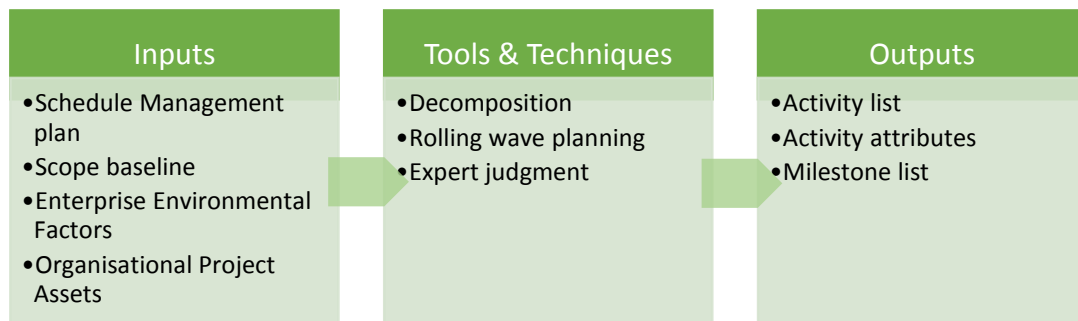 Inputs
•Schedule Management
plan
•Scope baseline
•Enterprise Environmental
Factors
•Organisational Project
Assets
Tools & Techniques
•Decomposition
•Rolling wave planning
•Expert judgment
Outputs
•Activity list
•Activity attributes
•Milestone list